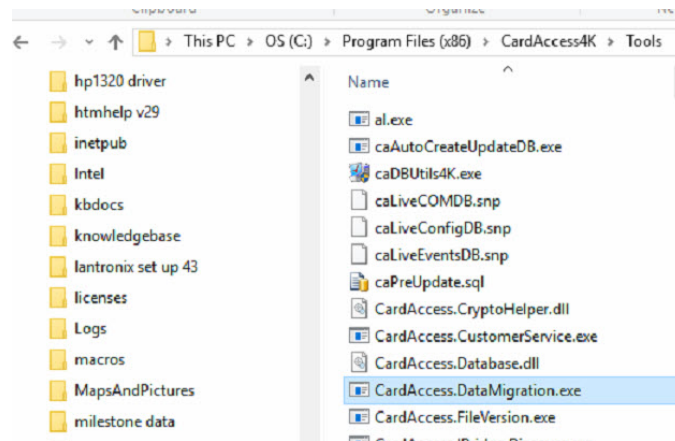 This PC > OS (C:) > Program Files (x86) > CardAccess4K > Tools
hp1320 driver
htmhelp v29
inetpub
Intel
kbdocs
knowledgebase
lantronix set up 43
licenses
Logs
macros
MapsAndPictures
milestone data
Name
al.exe
caAutoCreateUpdateDB.exe
caDBUtils4K.exe
caLiveCOMDB.snp
caLiveConfigDB.snp
caLiveEventsDB.snp
caPreUpdate.sql
CardAccess.CryptoHelper.dll
CardAccess.CustomerService.exe
CardAccess.Database.dll
CardAccess.DataMigration.exe
CardAccess.FileVersion.exe